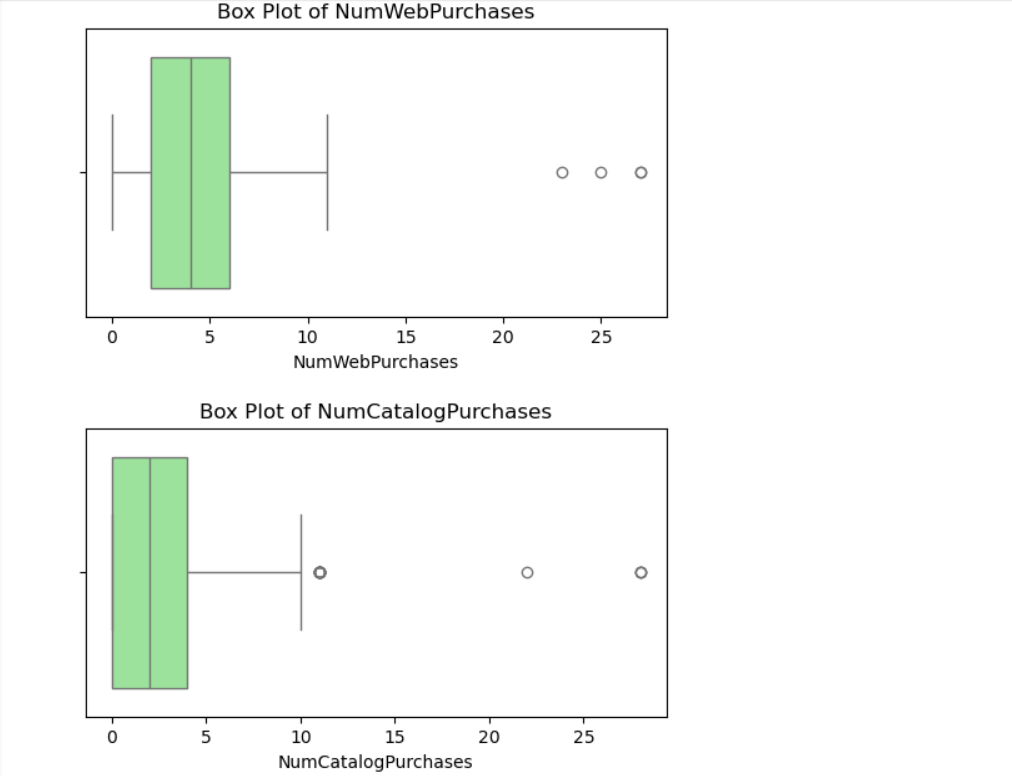 Box Plot of NumWebPurchases
0 5 10 15 20 25
NumWebPurchases
Box Plot of NumCatalogPurchases
0 5 10 15 20 25
NumCatalogPurchases